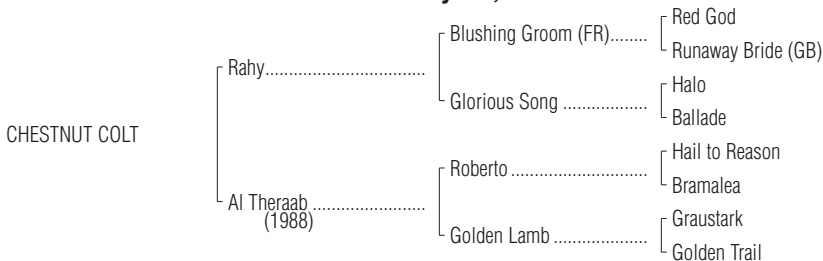 Red God
Blushing Groom (FR)........
Runaway Bride (GB)
Rahy.................................
Halo
Glorious Song ....................
Ballade
CHESTNUT COLT
Hail to Reason
Roberto ................................
Bramalea
Al Theraab .......................
(1988)
Graustark
Golden Lamb ......................
Golden Trail